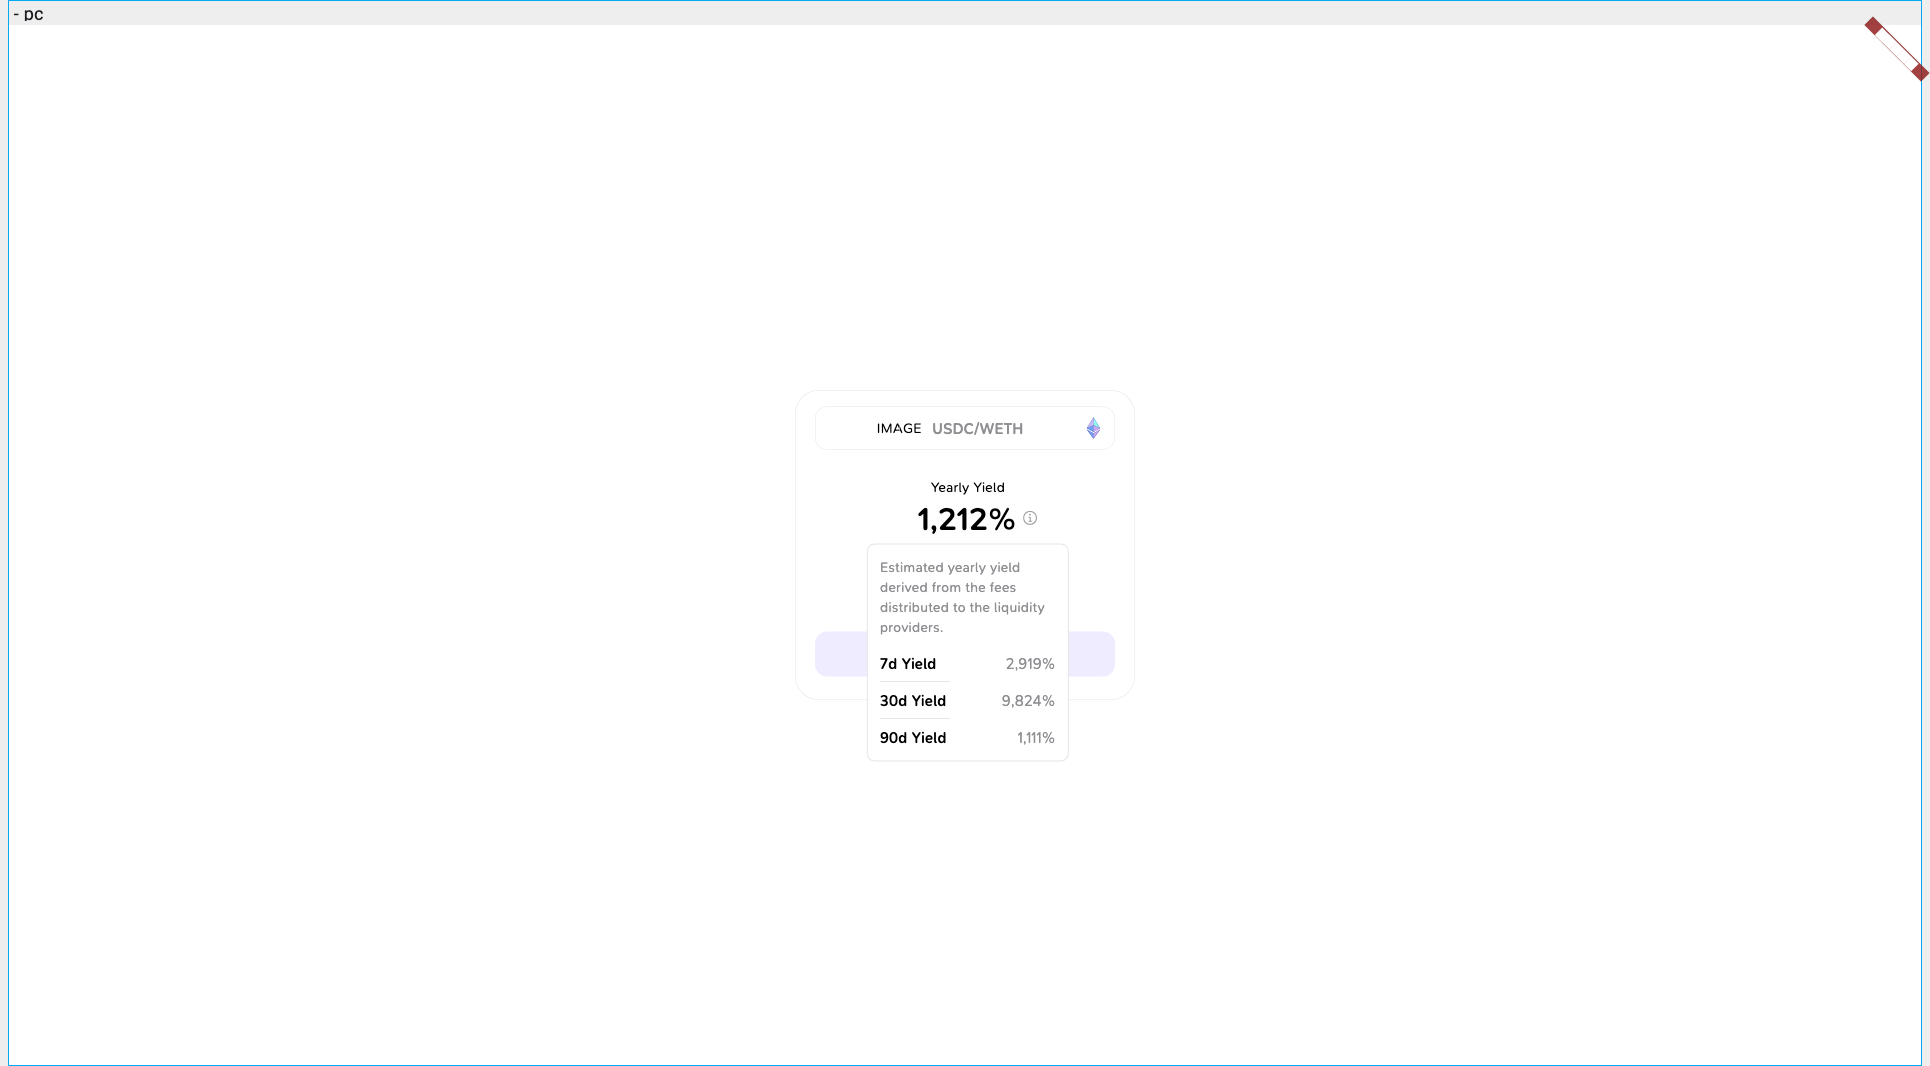 - pc
IMAGE USDC/WETH
Yearly Yield
1,212%
Estimated yearly yield
derived from the fees
distributed to the liquidity
providers.
7d Yield 2,919%
30d Yield 9,824%
90d Yield 1,111%